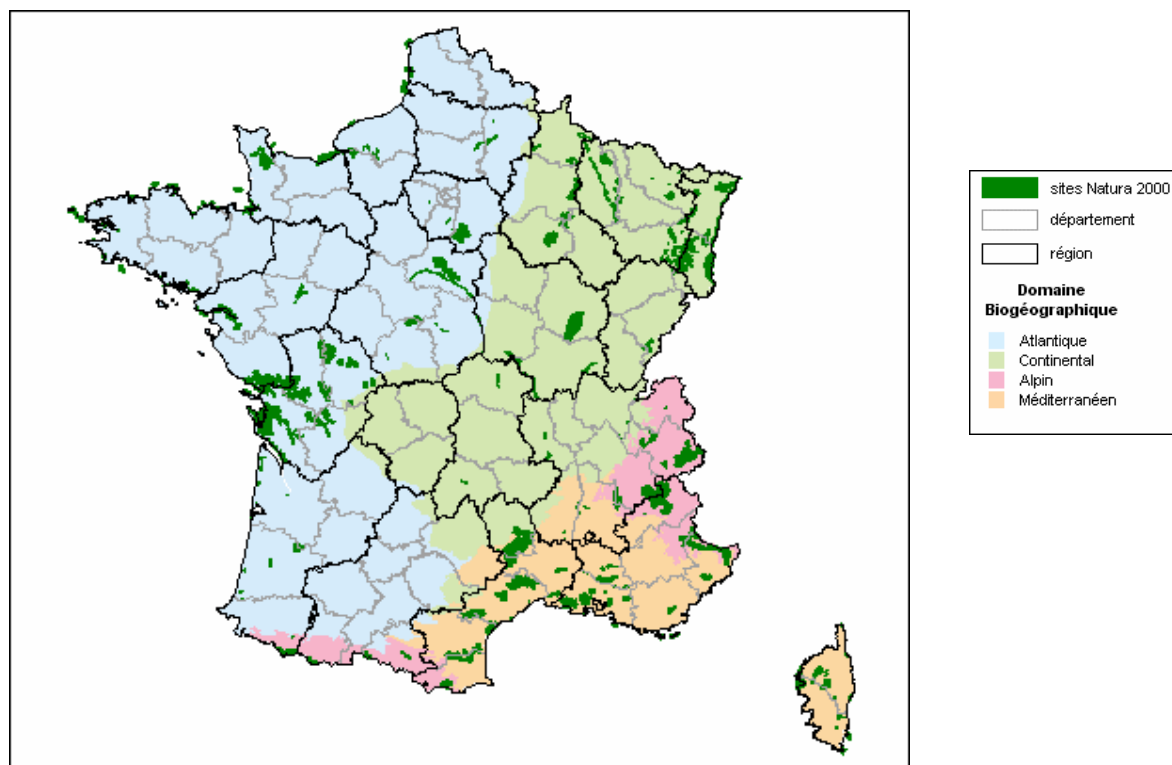 sites Natura 2000
département
région
Domaine
Biogéographique
Atlantique
Continental
Alpin
Méditerranéen